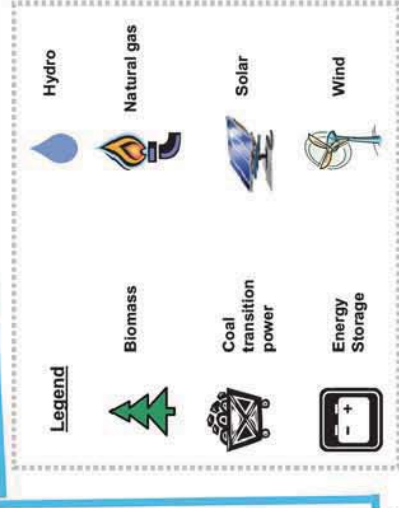 Legend
Biomass
Coal
transition
power
Energy
Storage
Hydro
Natural gas
Solar
Wind
- +